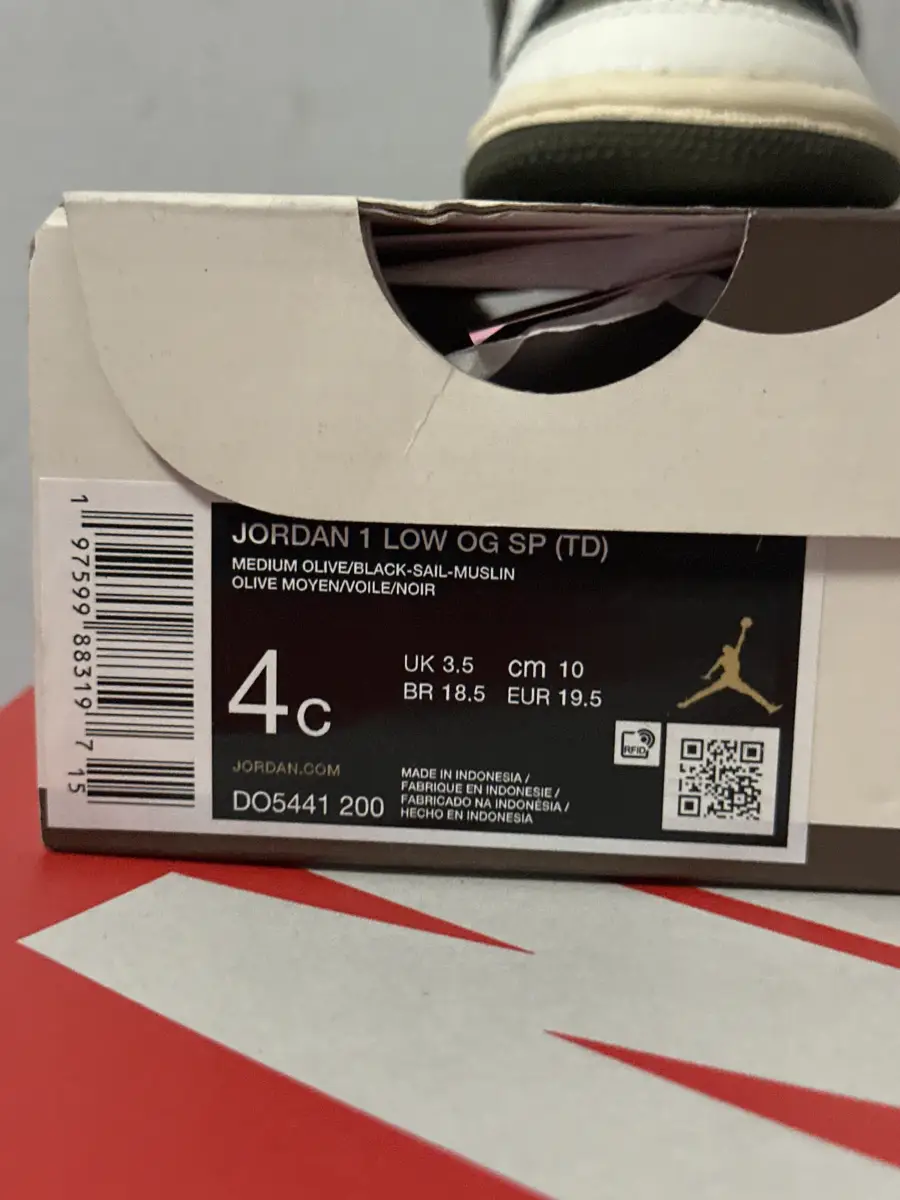 JORDAN 1 LOW OG SP (TD)
MEDIUM OLIVE/BLACK-SAIL-MUSLIN
OLIVE MOYEN/VOILE/NOIR
4C
UK 3.5 cm 10
BR 18.5 EUR 19.5
RFID
JORDAN.COM
DO5441 200
MADE IN INDONESIA /
FABRIQUE EN INDONESIE /
FABRICADO NA INDONÉSIA /
HECHO EN INDONESIA
1 97599 88319 7 15